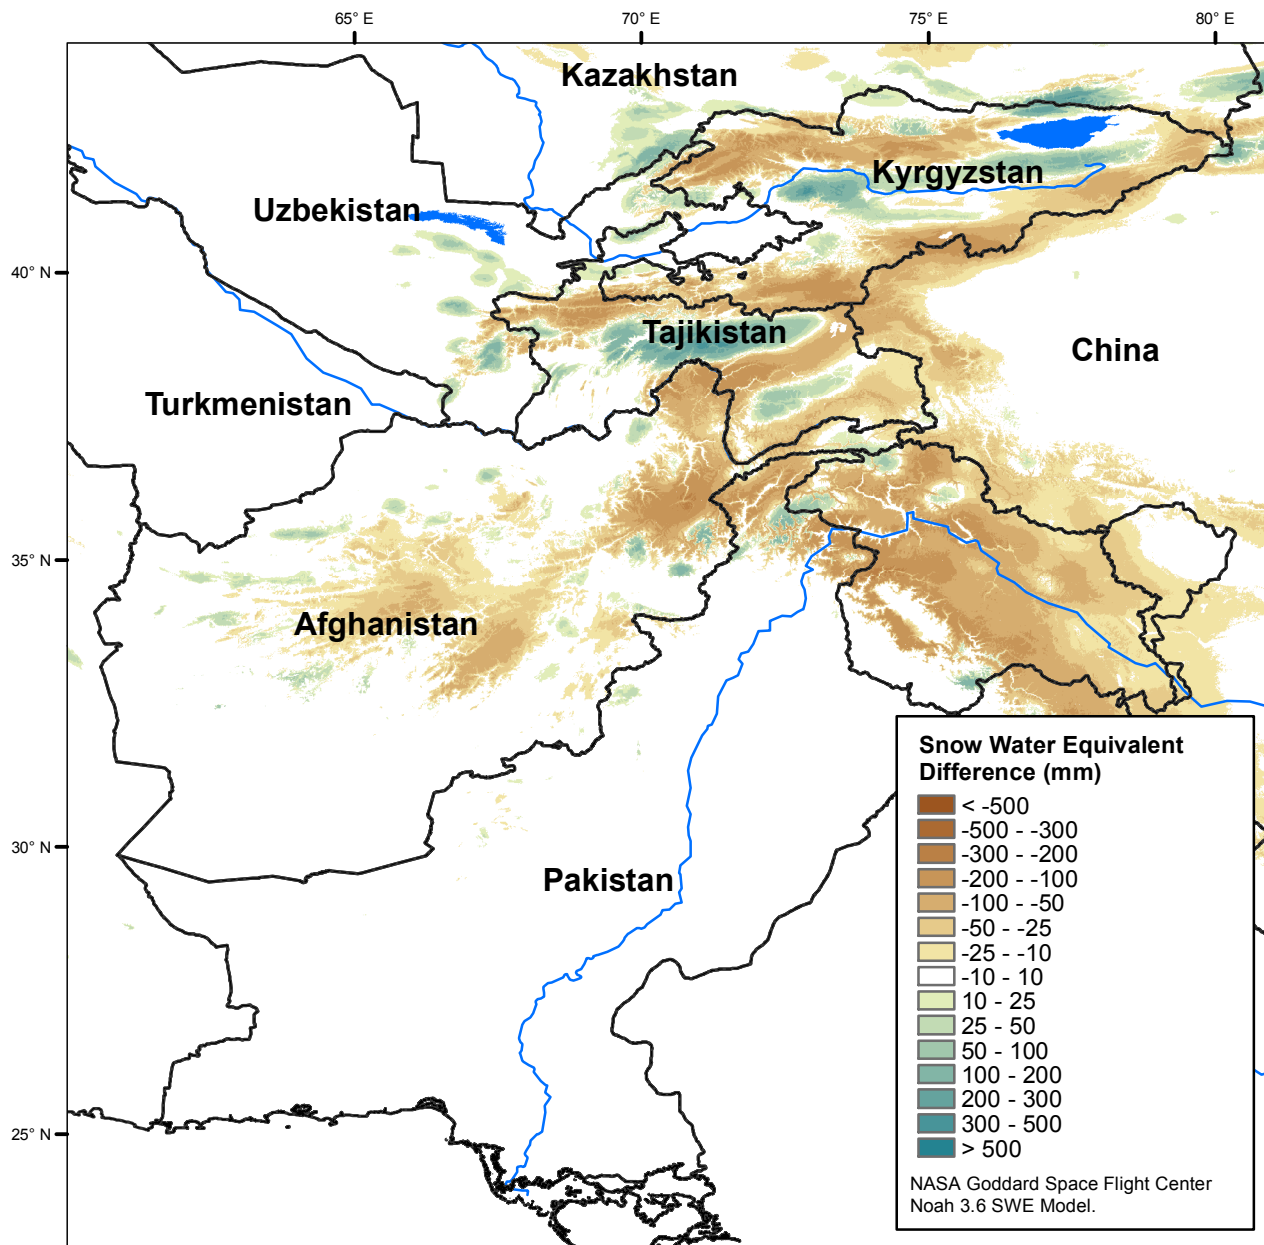 65° E
70° E
75° E
80° E
Kazakhstan
Kyrgyzstan
Uzbekistan
40° N
Tajikistan
China
Turkmenistan
35° N
Afghanistan
30° N
Pakistan
25° N
Snow Water Equivalent
Difference (mm)
< -500
-500 - -300
-300 - -200
-200 - -100
-100 - -50
-50 - -25
-25 - -10
-10 - 10
10 - 25
25 - 50
50 - 100
100 - 200
200 - 300
300 - 500
> 500
NASA Goddard Space Flight Center
Noah 3.6 SWE Model.